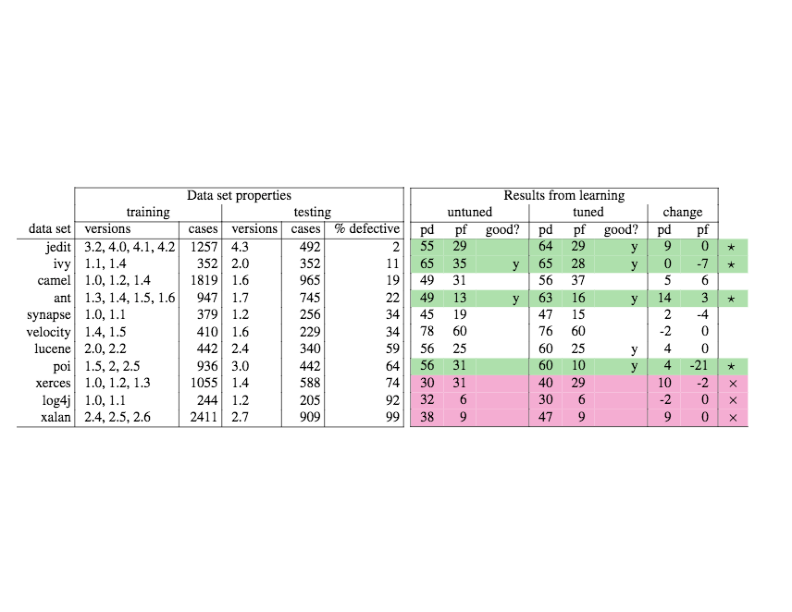 Data set properties Results from learning
training testing untuned tuned change
data set versions cases versions cases % defective pd pf good? pd pf good? pd pf
jedit 3.2, 4.0, 4.1, 4.2 1257 4.3 492 2 55 29 64 29 y 9 0 ⋆
ivy 1.1, 1.4 352 2.0 352 11 65 35 y 65 28 y 0 -7 ⋆
camel 1.0, 1.2, 1.4 1819 1.6 965 19 49 31 56 37 5 6
ant 1.3, 1.4, 1.5, 1.6 947 1.7 745 22 49 13 y 63 16 y 14 3 ⋆
synapse 1.0, 1.1 379 1.2 256 34 45 19 47 15 2 -4
velocity 1.4, 1.5 410 1.6 229 34 78 60 76 60 -2 0
lucene 2.0, 2.2 442 2.4 340 59 56 25 60 25 y 4 0
poi 1.5, 2, 2.5 936 3.0 442 64 56 31 60 10 y 4 -21 ⋆
xerces 1.0, 1.2, 1.3 1055 1.4 588 74 30 31 40 29 10 -2 ×
log4j 1.0, 1.1 244 1.2 205 92 32 6 30 6 -2 0 ×
xalan 2.4, 2.5, 2.6 2411 2.7 909 99 38 9 47 9 9 0 ×